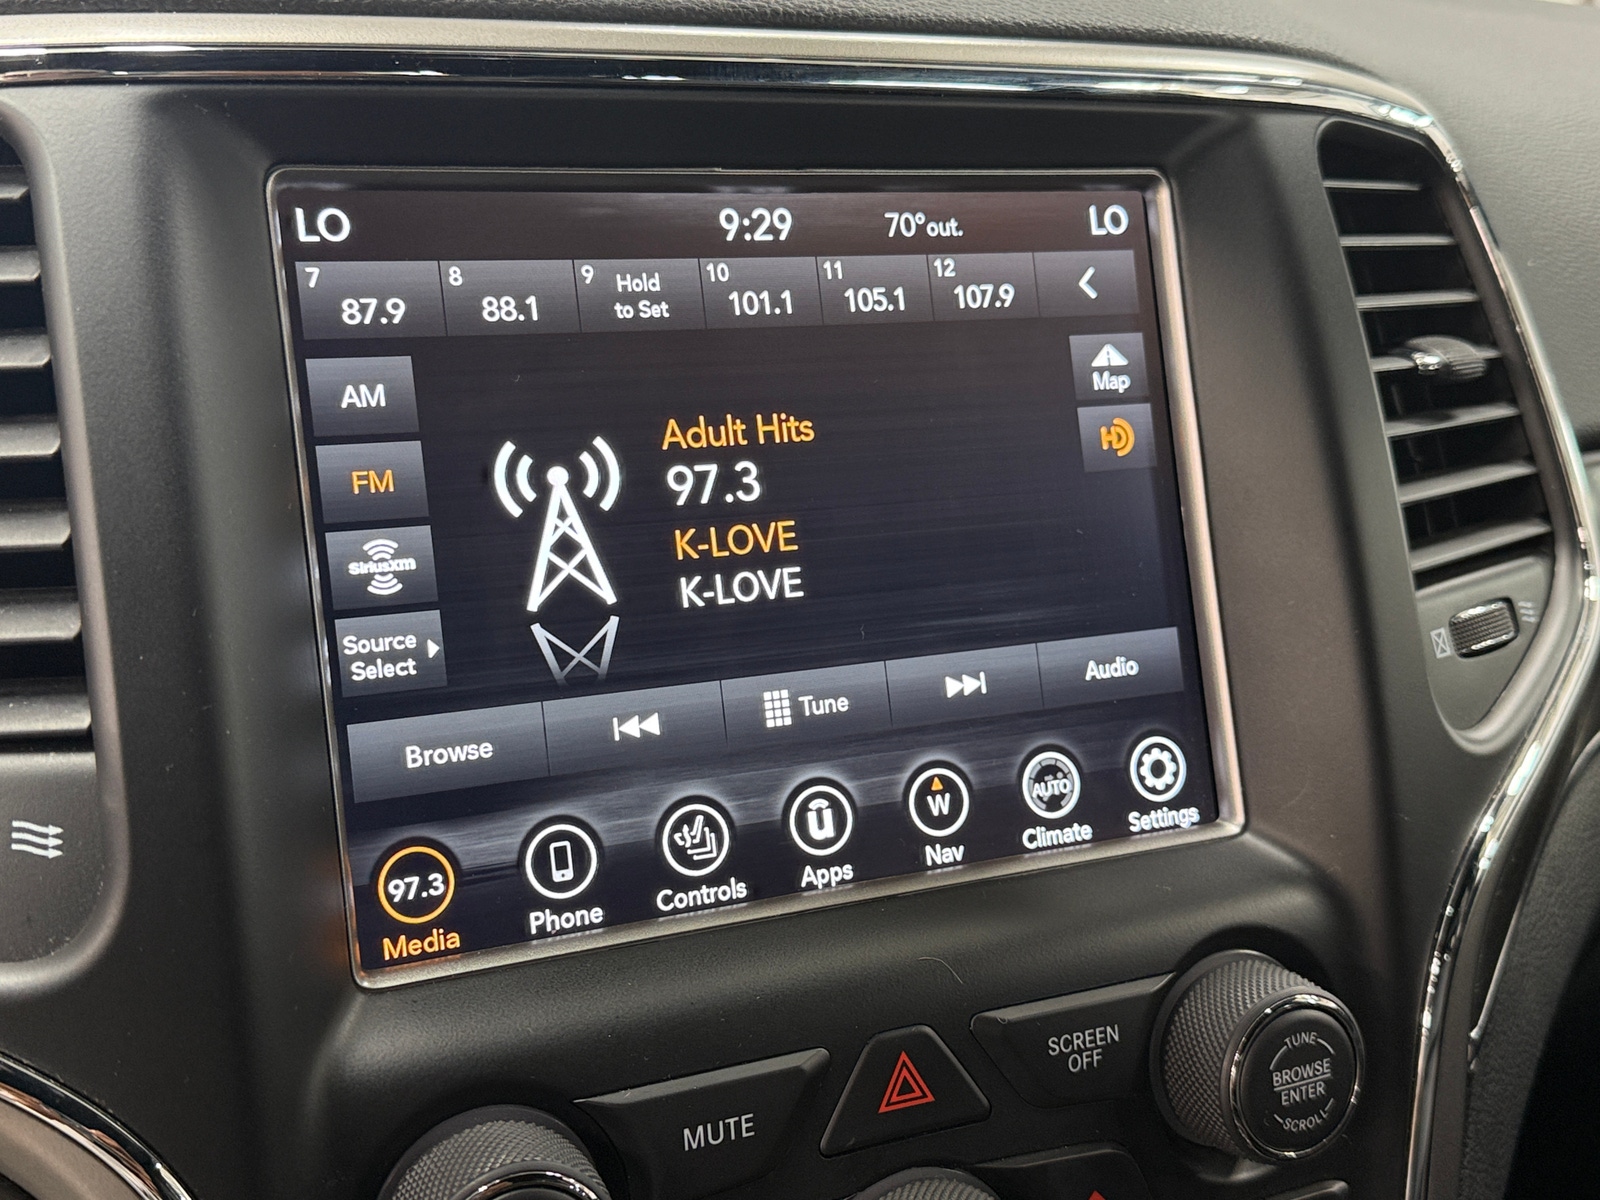 LO 9:29 70°out. LO
7 8 9 Hold 10 11 12
87.9 88.1 to Set 101.1 105.1 107.9
AM
Map
Adult Hits
HD
FM
97.3
K-LOVE
SiriusXM
K-LOVE
Source
Select
Browse
Tune
Audio
97.3
W
AUTO
Media
Phone
Controls
Apps
Nav
Climate
Settings
MUTE
SCREEN
OFF
TUNE
BROWSE
ENTER
SCROLL